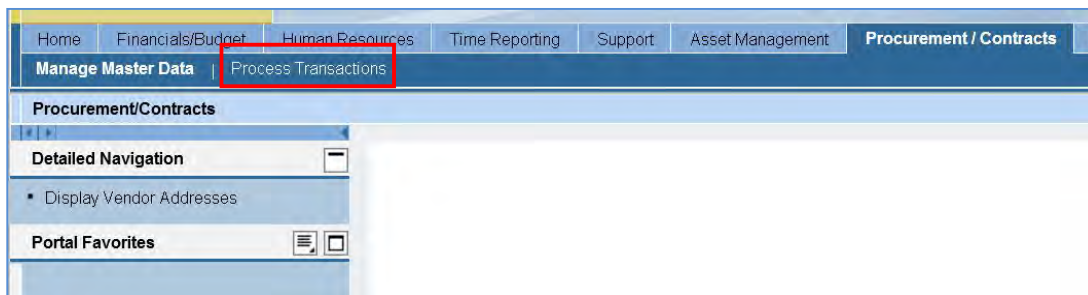 Home Financials/Budget Human Resources Time Reporting Support Asset Management Procurement / Contracts
Manage Master Data | Process Transactions
Procurement/Contracts
Detailed Navigation
• Display Vendor Addresses
Portal Favorites